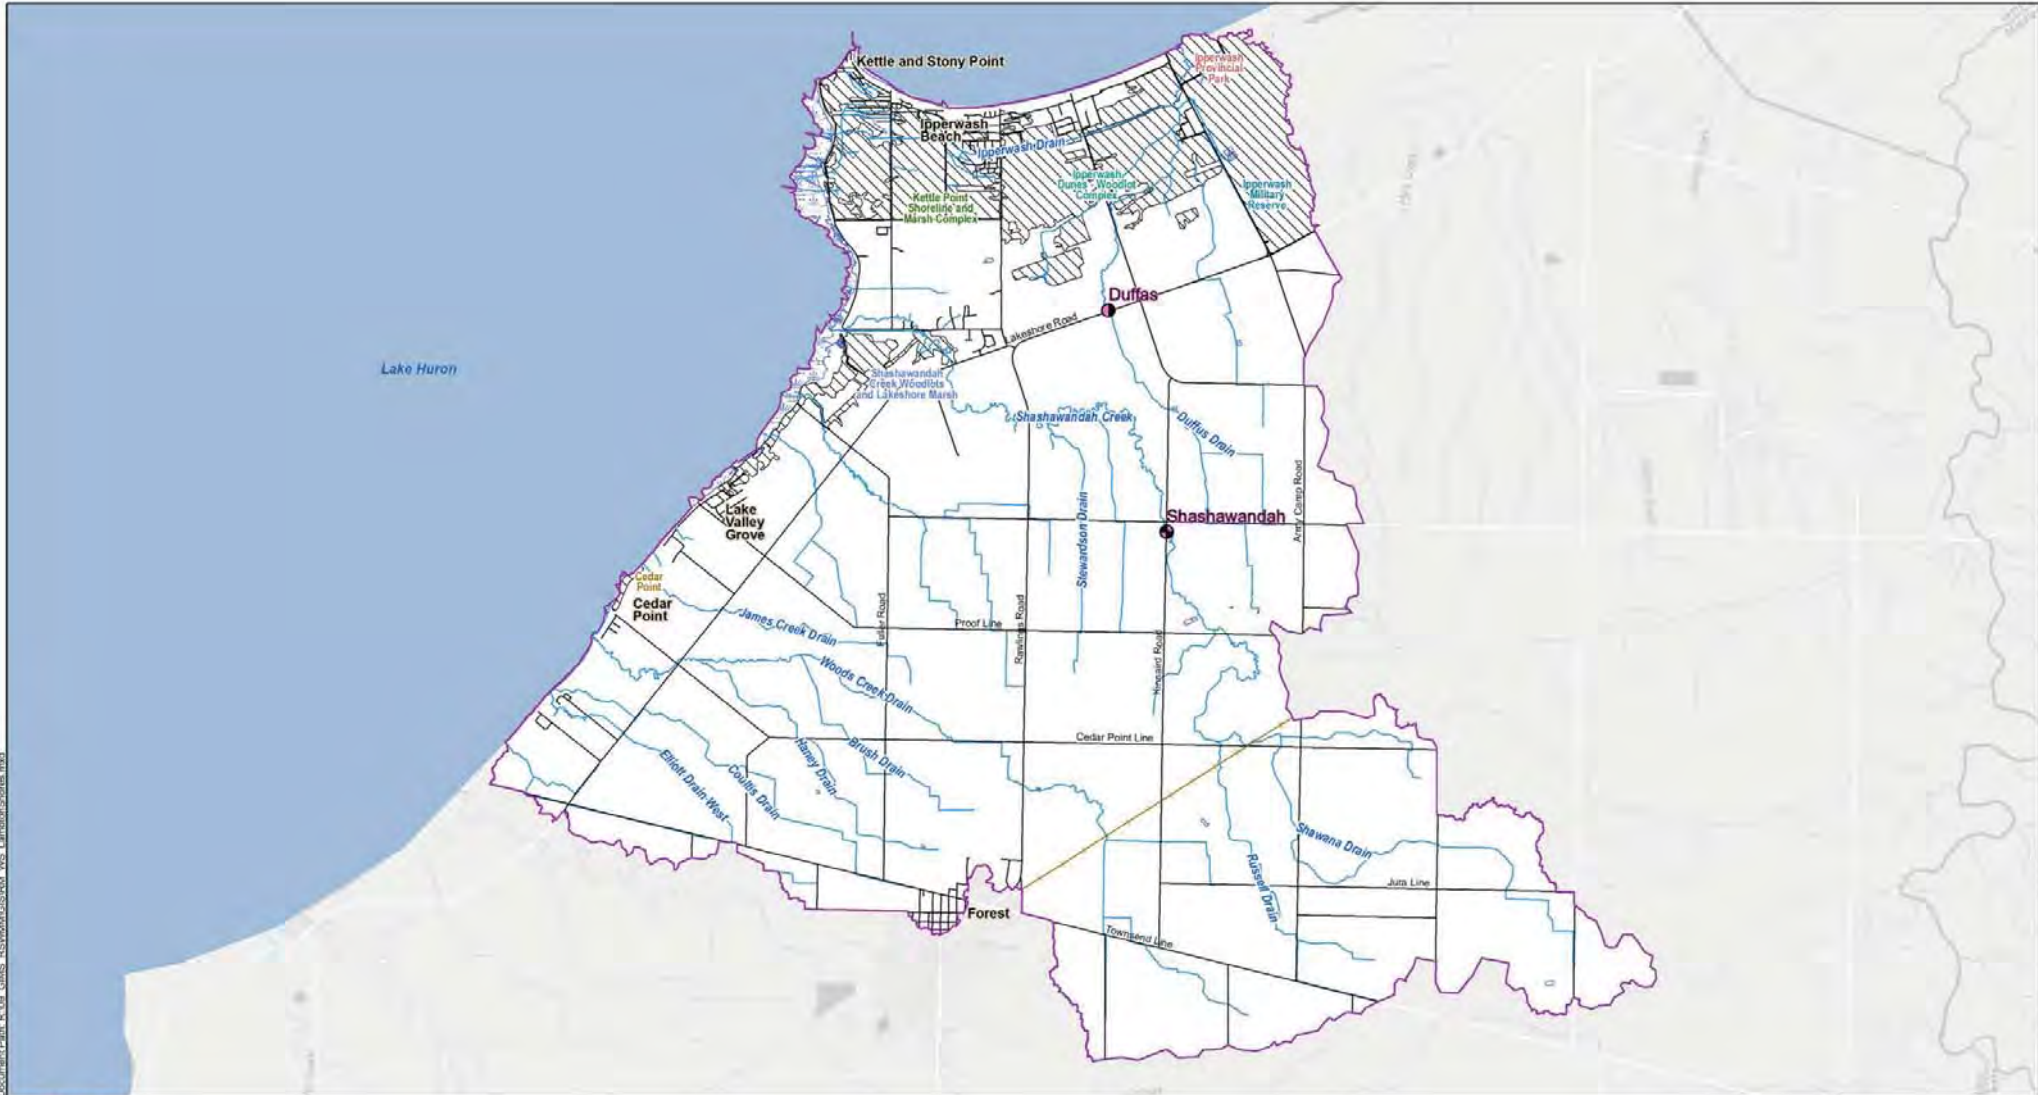 Kettle and Stony Point
Ipperwash
Provincial
Park
Ipperwash
Beach
Ipperwash Drain
Ipperwash
Dunes - Woodlot
Complex
Ipperwash
Military
Reserve
Kettle Point
Shoreline and
Marsh Complex
Duffas
Lakeshore Road
Lake Huron
Shashawandah
Creek Woodlots
and Lakeshore Marsh
Shashawandah Creek
Duffus Drain
Army Camp Road
Stewardson Drain
Lake
Valley
Grove
Shashawandah
Cedar
Point
Cedar
Point
James Creek Drain
Fuller Road
Proof Line
Rawlings Road
Kinnaird Road
Woods Creek Drain
Cedar Point Line
Elliott Drain West
Coultis Drain
Haney Drain
Brush Drain
Shawana Drain
Russell Drain
Jura Line
Forest
Townsend Line